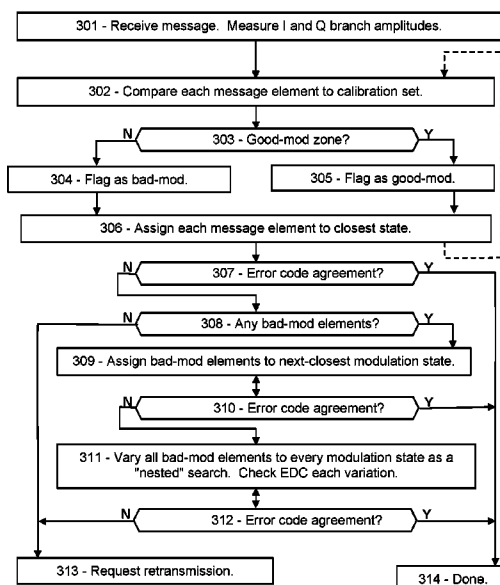 301 - Receive message. Measure I and Q branch amplitudes.
302 - Compare each message element to calibration set.
N
303 - Good-mod zone?
Y
304 - Flag as bad-mod.
305 - Flag as good-mod.
306 - Assign each message element to closest state.
N
307 - Error code agreement?
Y
N
308 - Any bad-mod elements?
Y
309 - Assign bad-mod elements to next-closest modulation state.
N
310 - Error code agreement?
Y
311 - Vary all bad-mod elements to every modulation state as a
"nested" search. Check EDC each variation.
N
312 - Error code agreement?
Y
313 - Request retransmission.
314 - Done.